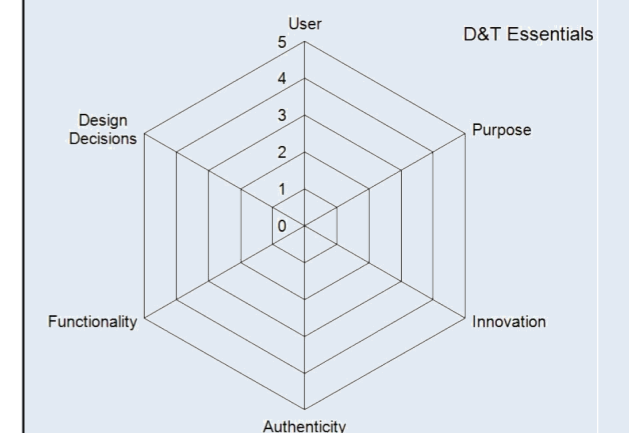 User
D&T Essentials
5
4
3
2
1
0
Design
Decisions
Purpose
Functionality
Innovation
Authenticity